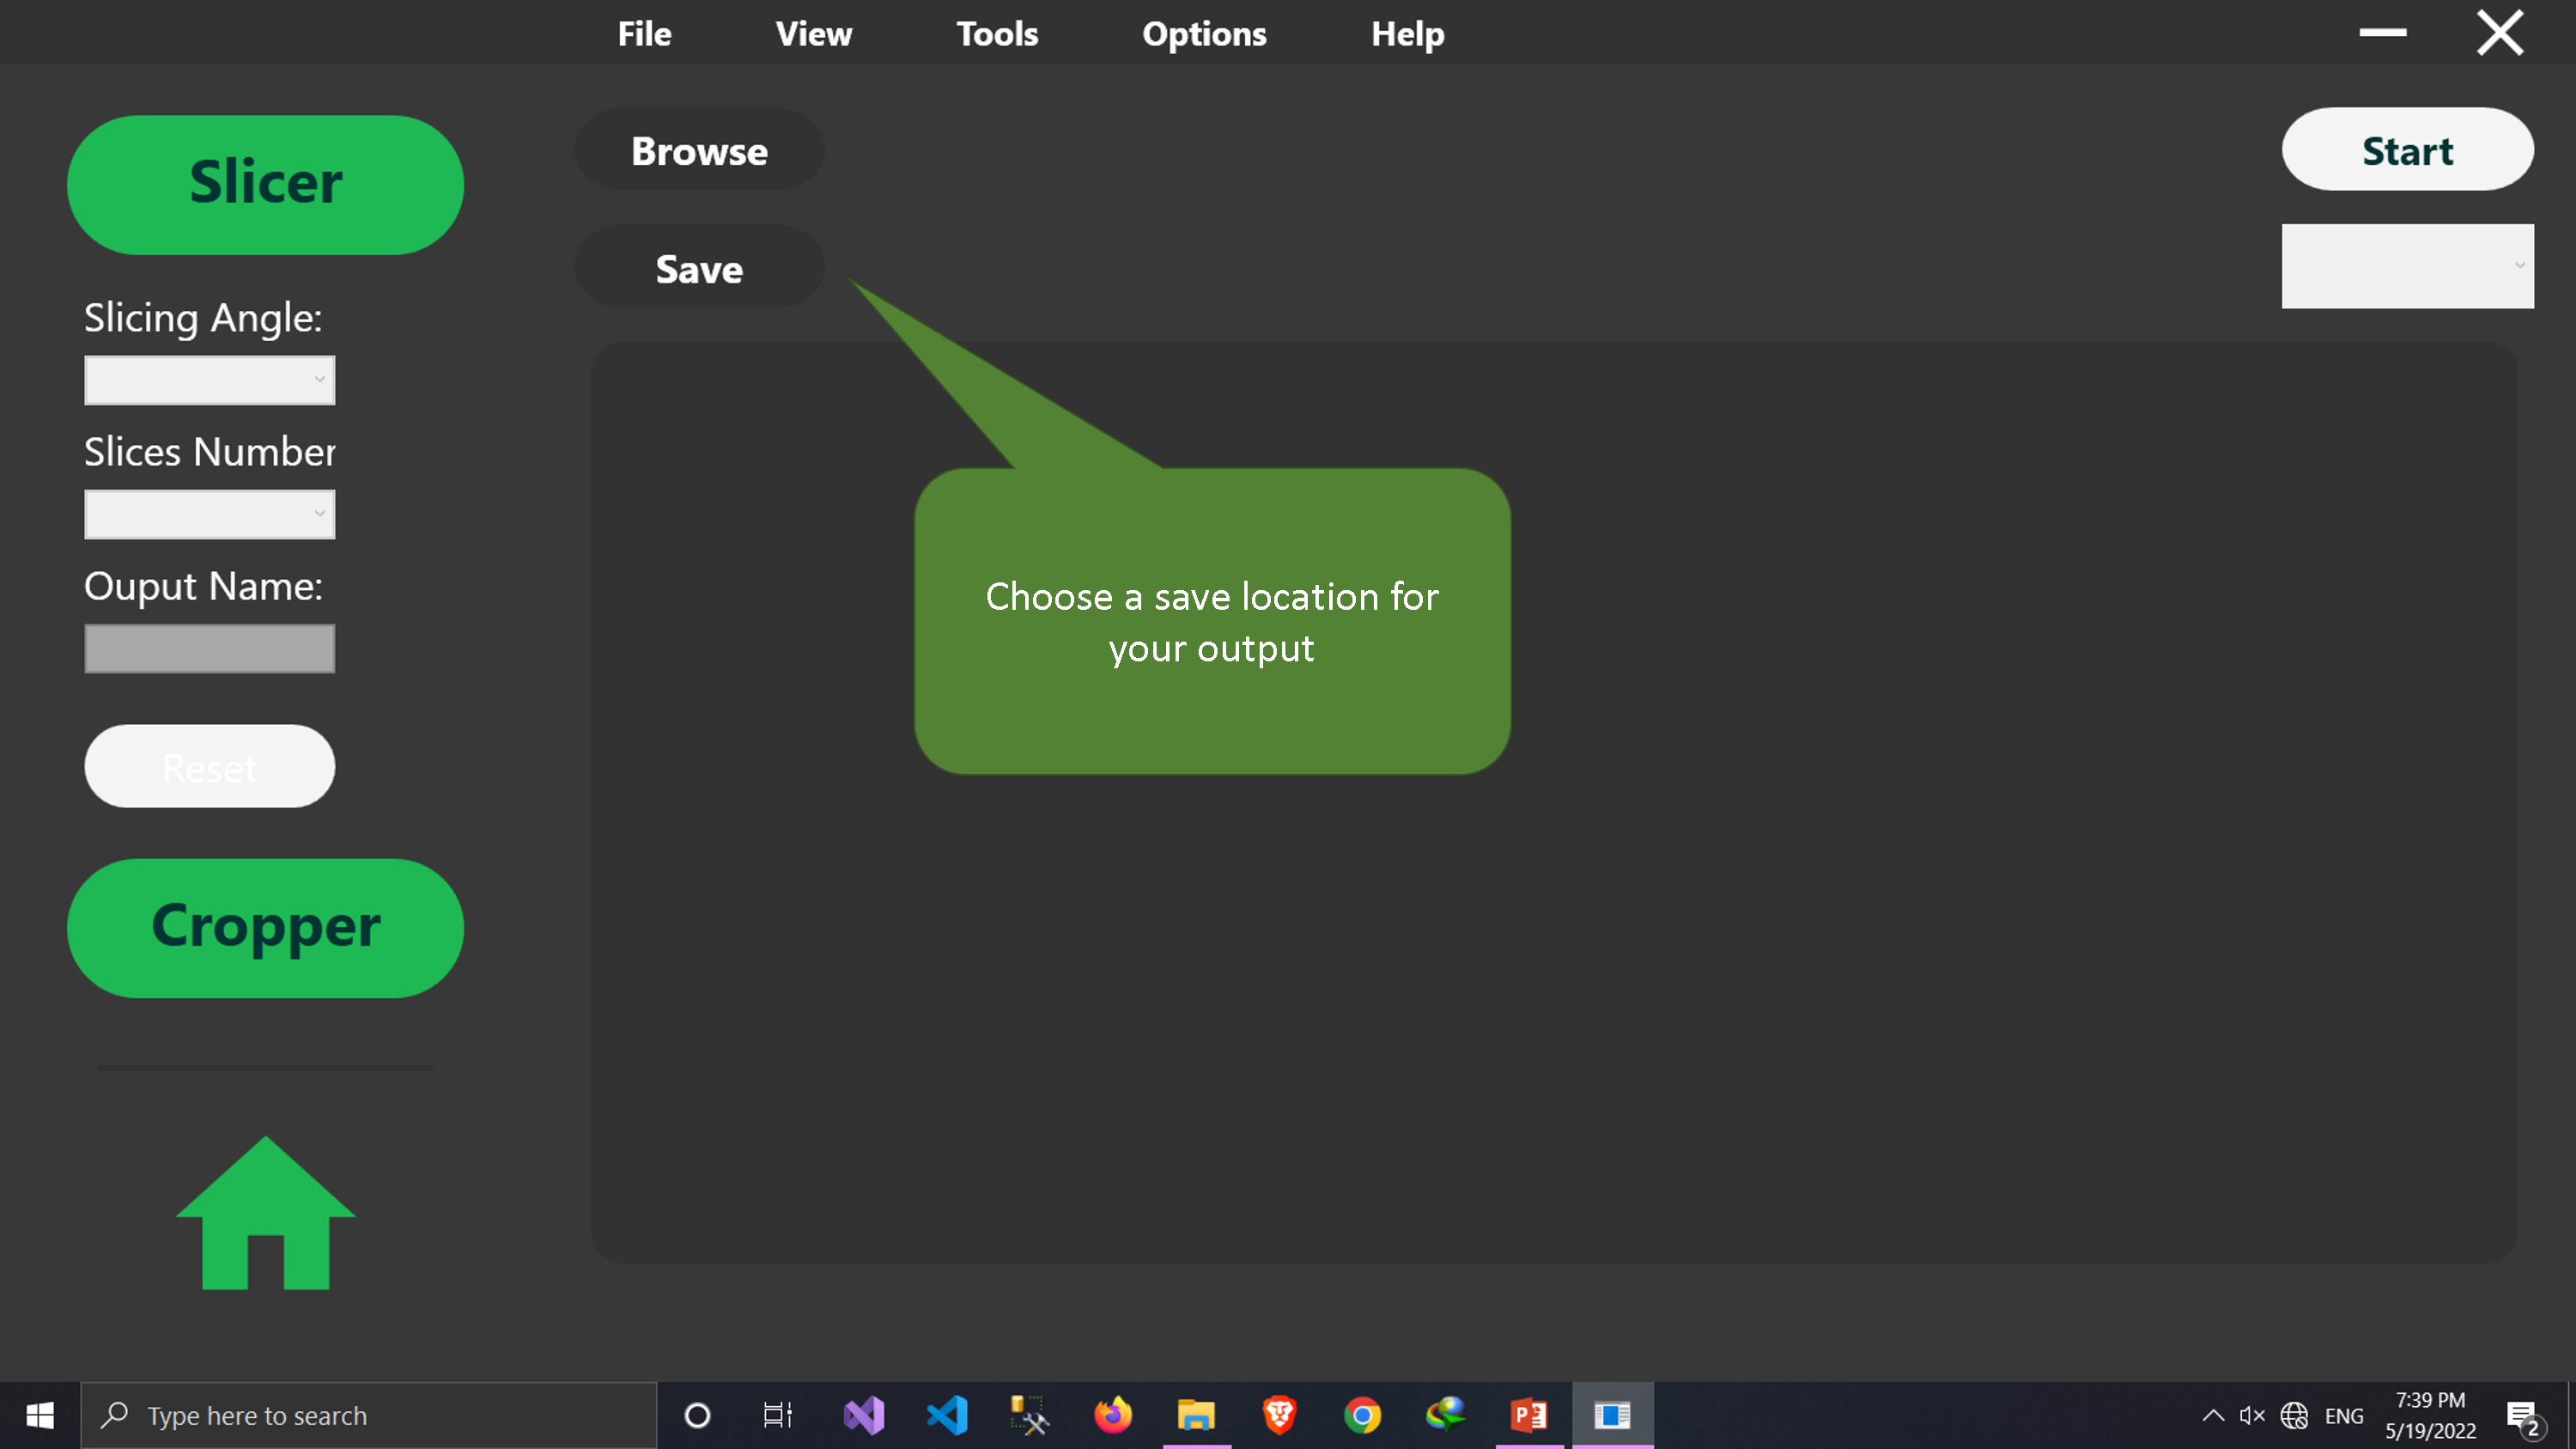 File View Tools Options Help
Slicer
Browse
Start
Save
Slicing Angle:
Slices Number
Ouput Name:
Choose a save location for
your output
Reset
Cropper
Type here to search
ENG
7:39 PM
5/19/2022
2